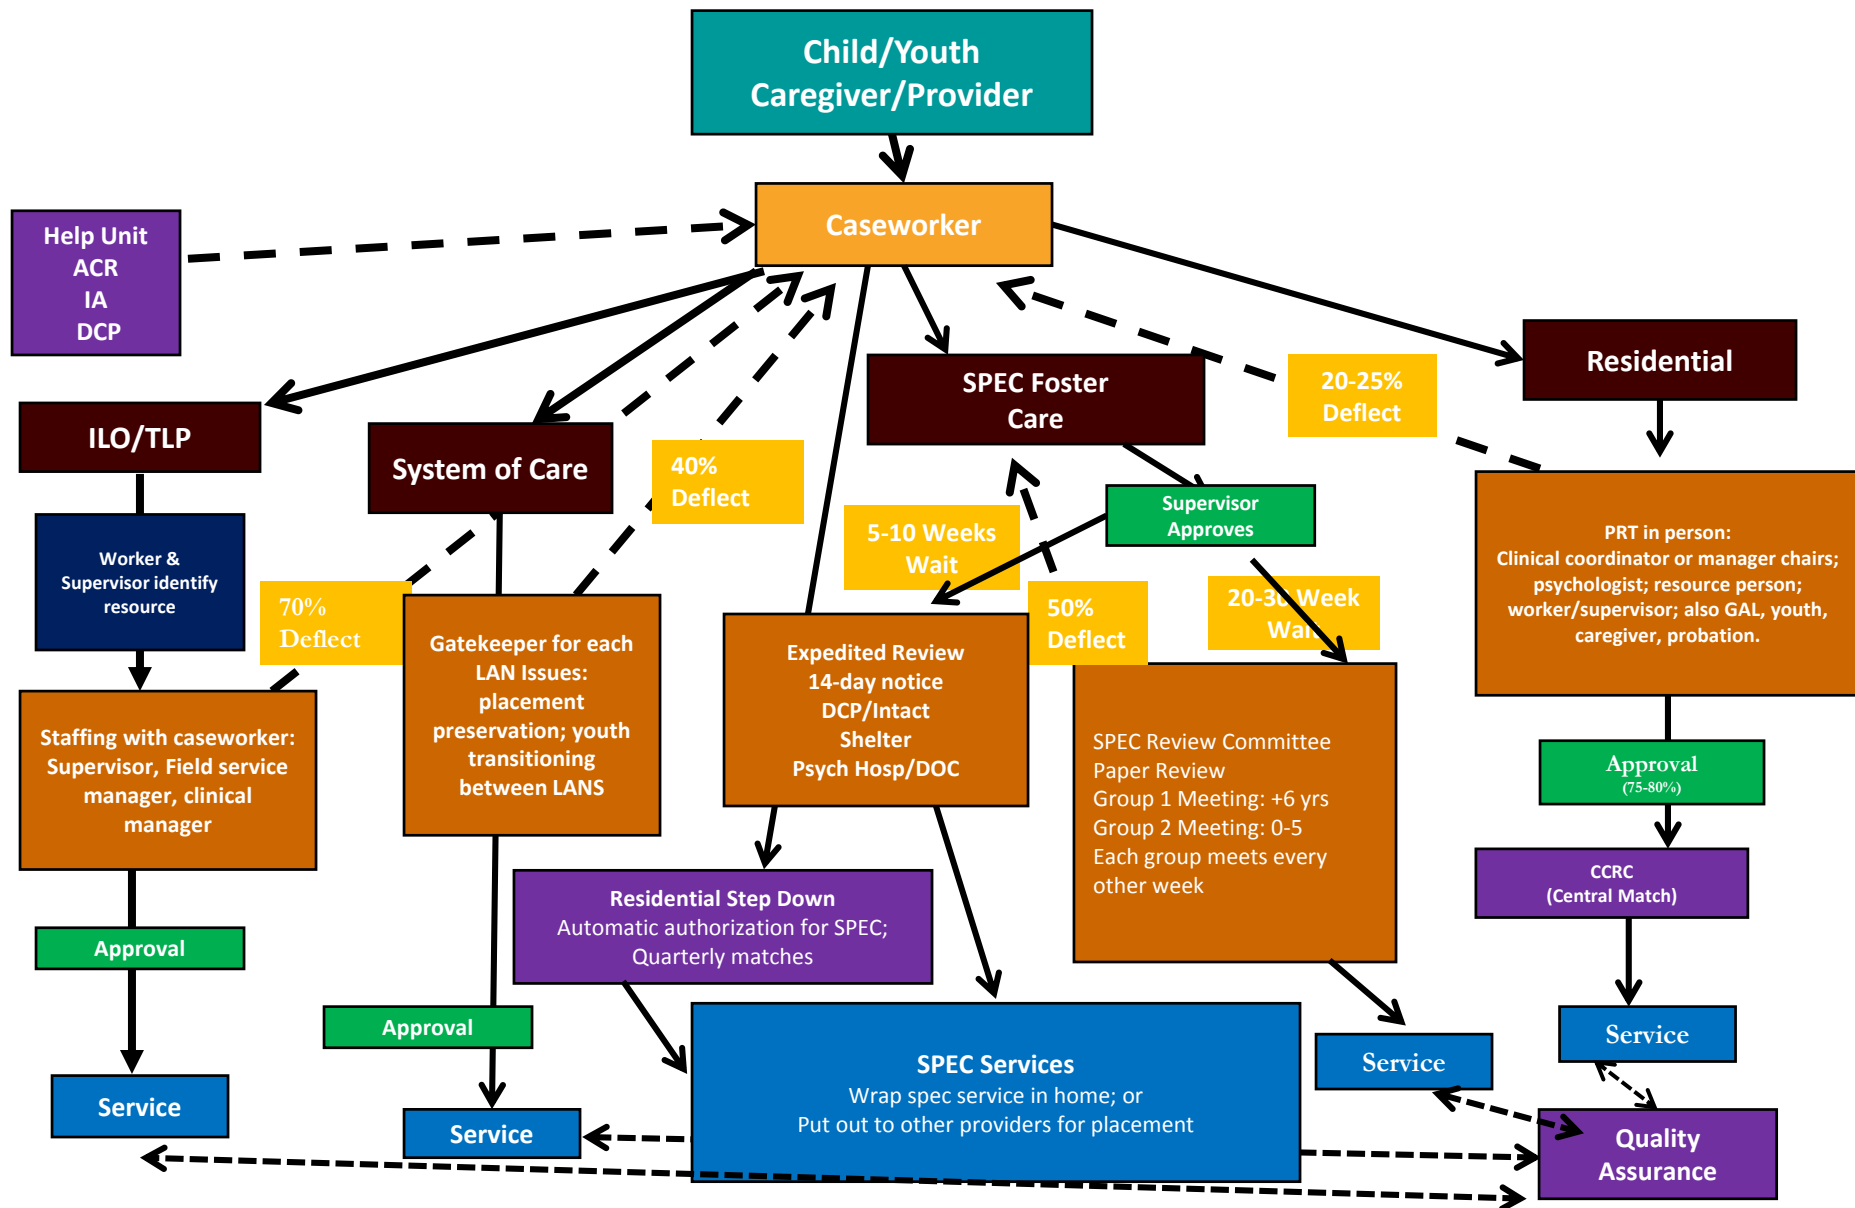 Child/Youth
Caregiver/Provider
Caseworker
Help Unit
ACR
IA
DCP
Residential
SPEC Foster
Care
20-25%
Deflect
ILO/TLP
System of Care
40%
Deflect
Supervisor
Approves
5-10 Weeks
Wait
Worker &
Supervisor identify
resource
PRT in person:
Clinical coordinator or manager chairs;
psychologist; resource person;
worker/supervisor; also GAL, youth,
caregiver, probation.
70%
Deflect
50%
Deflect
20-30 Week
Wait
Gatekeeper for each
LAN Issues:
placement
preservation; youth
transitioning
between LANS
Expedited Review
14-day notice
DCP/Intact
Shelter
Psych Hosp/DOC
Staffing with caseworker:
Supervisor, Field service
manager, clinical
manager
SPEC Review Committee
Paper Review
Group 1 Meeting: +6 yrs
Group 2 Meeting: 0-5
Each group meets every
other week
Approval
(75-80%)
CCRC
(Central Match)
Residential Step Down
Automatic authorization for SPEC;
Quarterly matches
Approval
Approval
Service
Service
SPEC Services
Wrap spec service in home; or
Put out to other providers for placement
Service
Service
Quality
Assurance